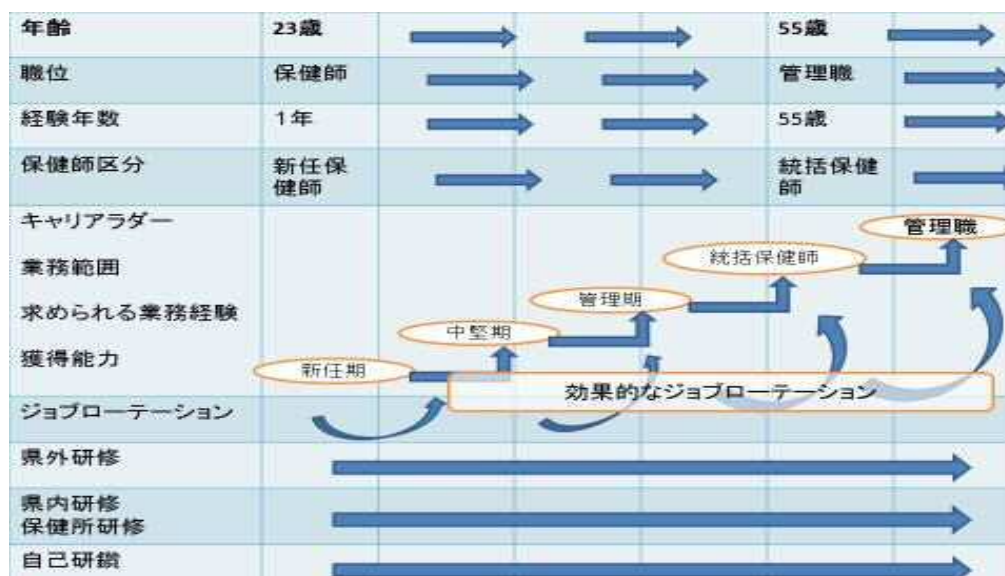 年齢 23歳 55歳
職位 保健師 管理職
経験年数 1年 55歳
保健師区分 新任保
健師 統括保健
師
キャリアラダー
管理職
業務範囲
統括保健師
求められる業務経験
管理期
中堅期
獲得能力
新任期
効果的なジョブローテーション
ジョブローテーション
県外研修
県内研修
保健所研修
自己研鑽